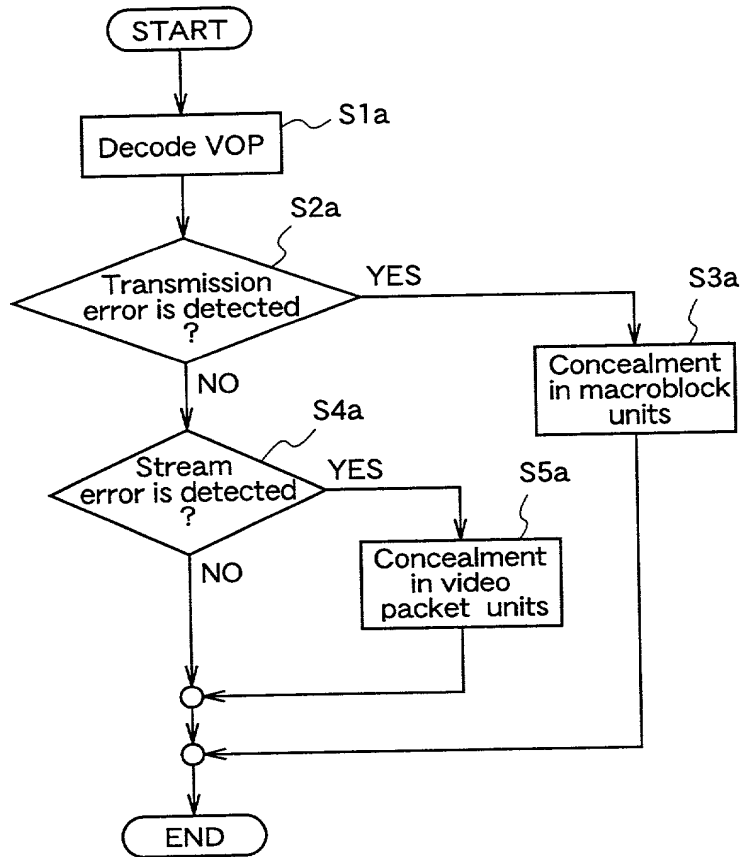 START
S1a
Decode VOP
S2a
Transmission
error is detected
?
YES
S3a
Concealment
in macroblock
units
NO
S4a
Stream
error is detected
?
YES
S5a
Concealment
in video
packet units
NO
END